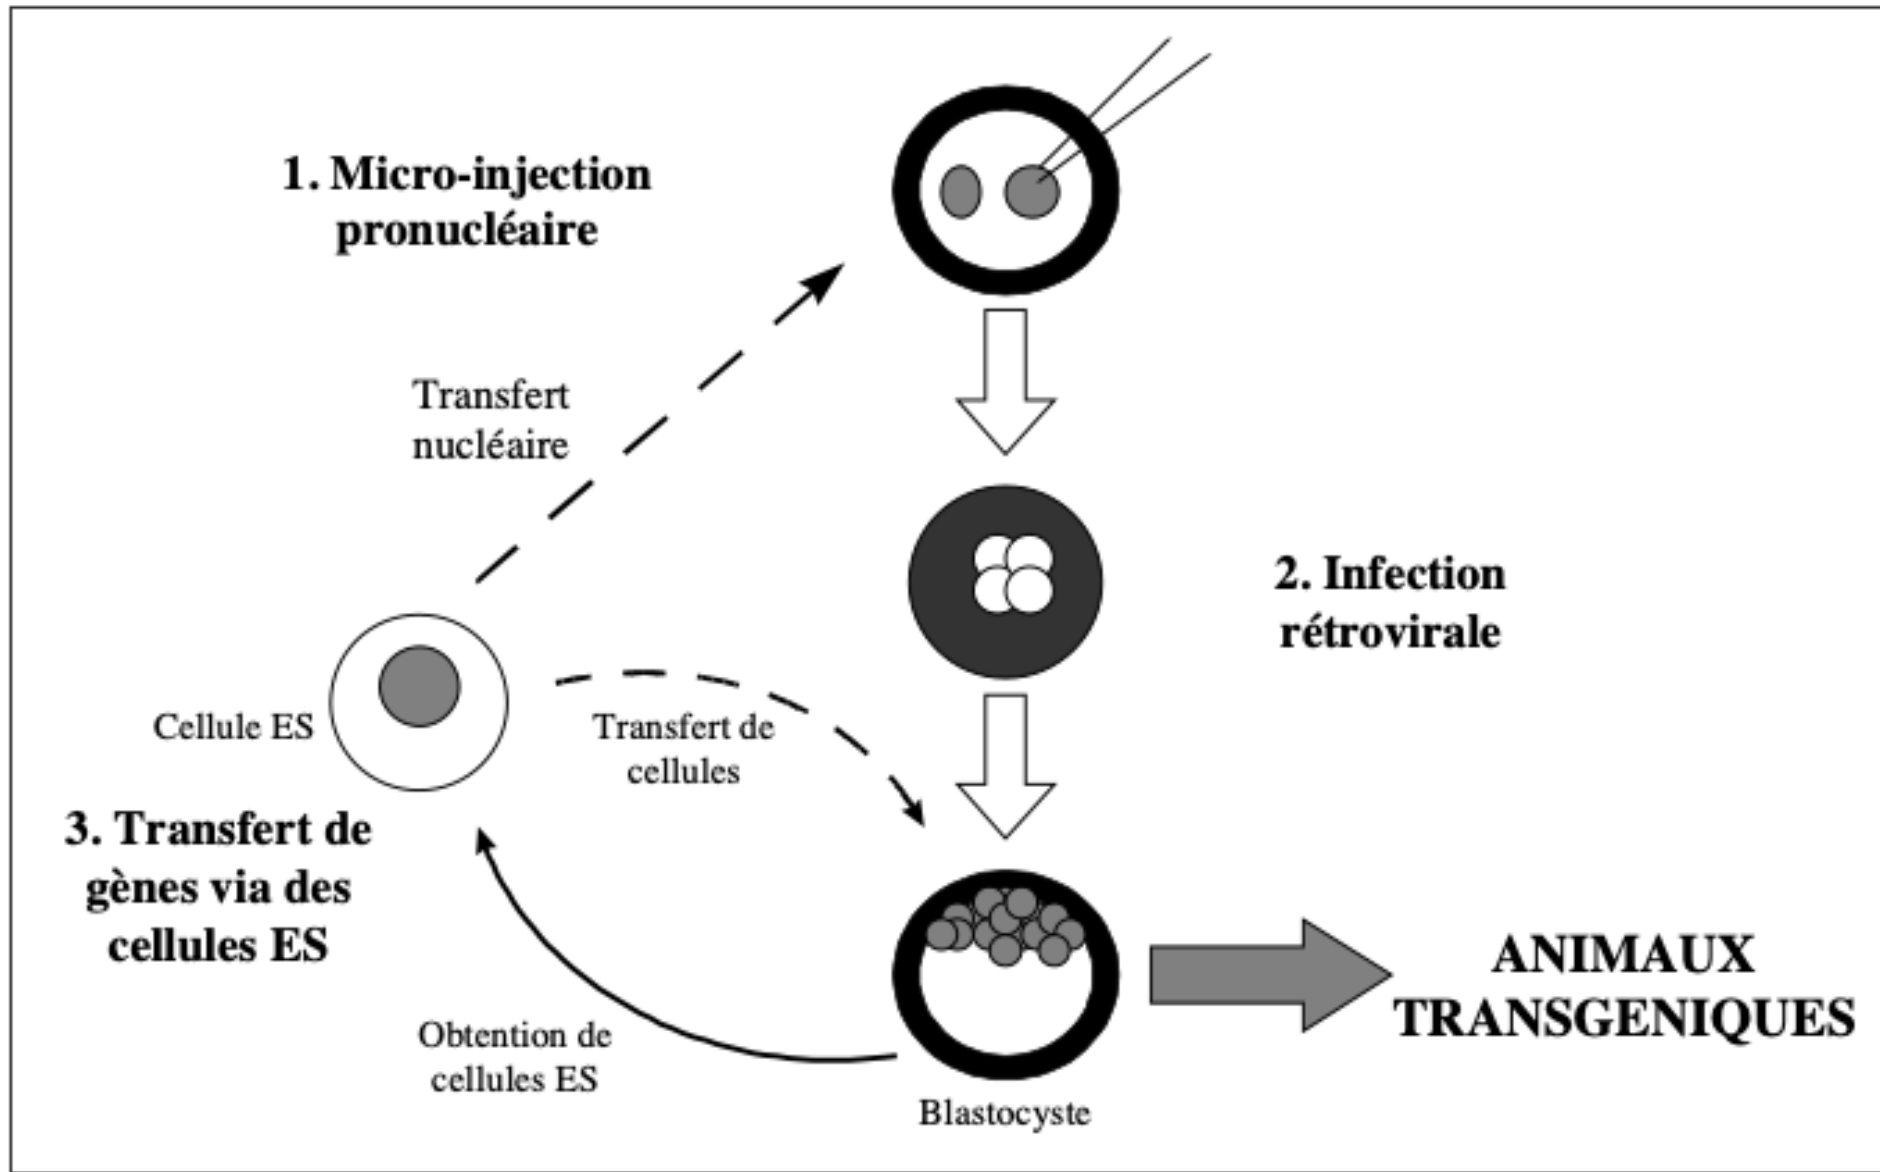 1. Micro-injection
pronucléaire
Transfert
nucléaire
2. Infection
rétrovirale
Cellule ES
Transfert de
cellules
3. Transfert de
gènes via des
cellules ES
ANIMAUX
TRANSGENIQUES
Obtention de
cellules ES
Blastocyste